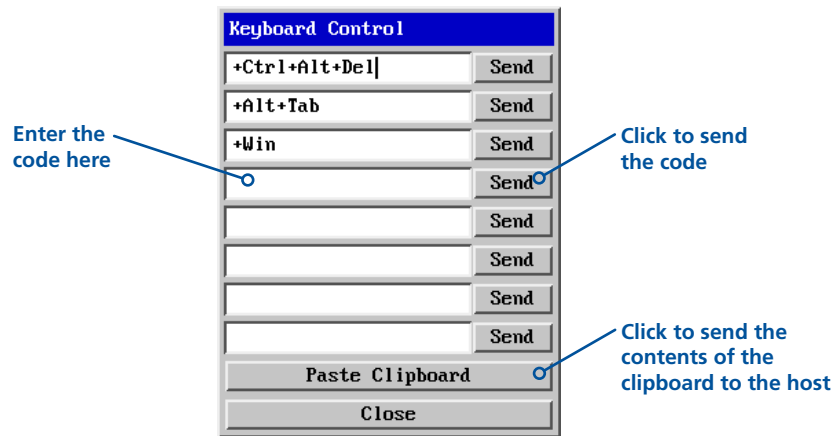 Keyboard Control
+Ctrl+Alt+Del Send
+Alt+Tab Send
+Win Send
Enter the
code here
Send
Click to send
the code
Send
Send
Send
Send
Paste Clipboard
Click to send the
contents of the
clipboard to the host
Close